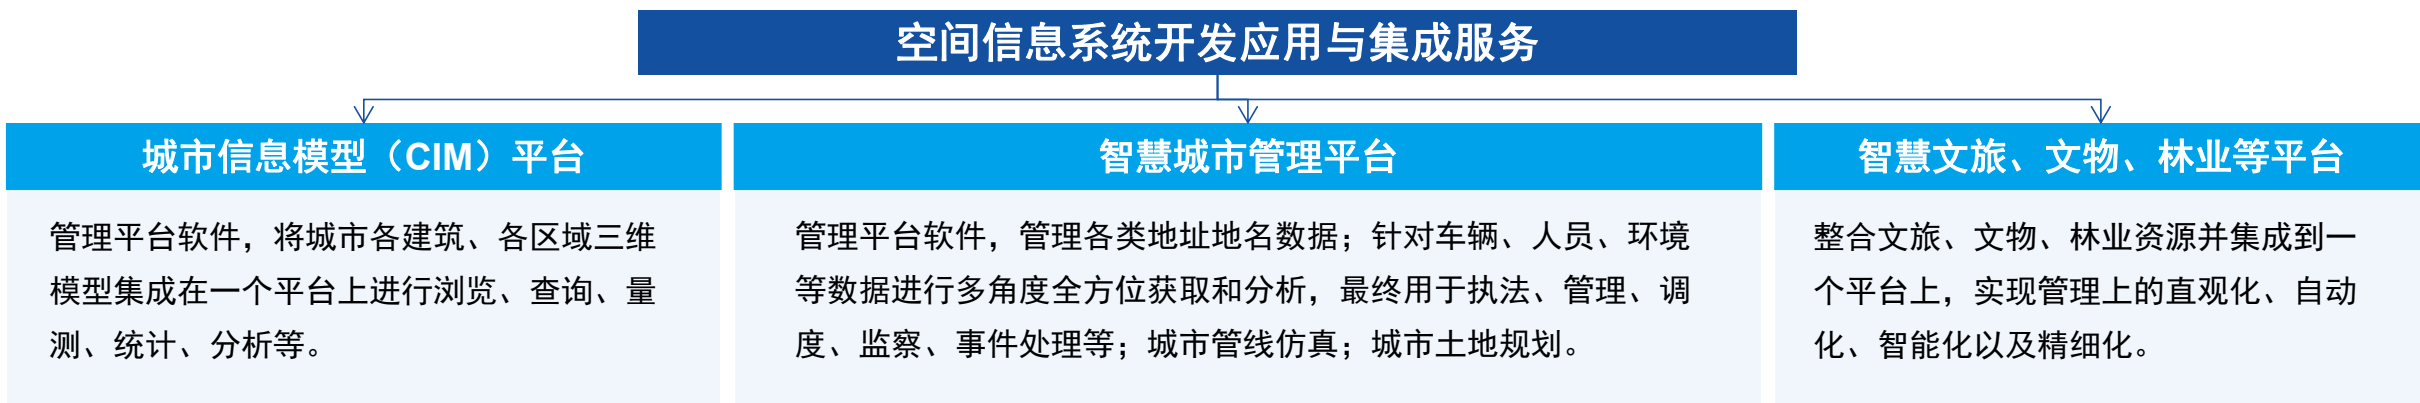 空间信息系统开发应用与集成服务
城市信息模型（CIM）平台
管理平台软件，将城市各建筑、各区域三维
模型集成在一个平台上进行浏览、查询、量
测、统计、分析等。
智慧城市管理平台
管理平台软件，管理各类地址地名数据；针对车辆、人员、环境
等数据进行多角度全方位获取和分析，最终用于执法、管理、调
度、监察、事件处理等；城市管线仿真；城市土地规划。
智慧文旅、文物、林业等平台
整合文旅、文物、林业资源并集成到一
个平台上，实现管理上的直观化、自动
化、智能化以及精细化。